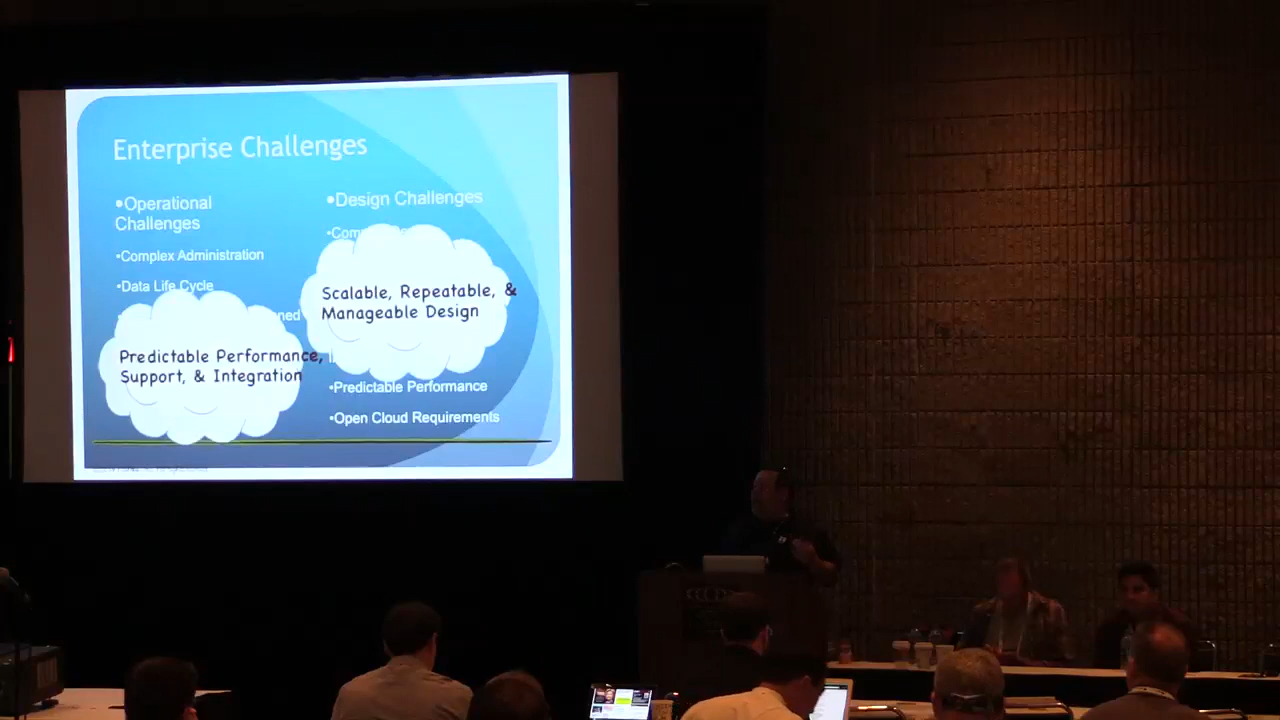 Enterprise Challenges
•Operational
Challenges
•Complex Administration
•Data Life Cycle
Predictable Performance,
Support, & Integration
•Design Challenges
Scalable, Repeatable, &
Manageable Design
•Predictable Performance
•Open Cloud Requirements